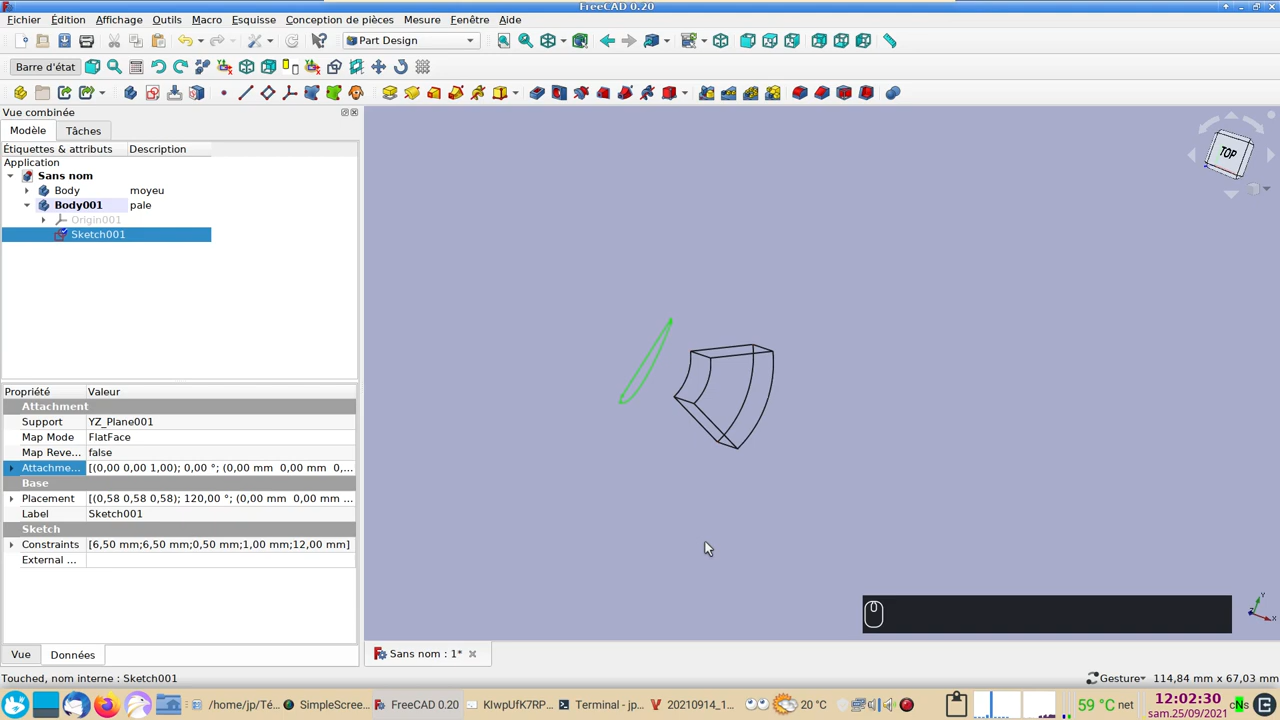 FreeCAD 0.20
Fichier Édition Affichage Outils Macro Esquisse Conception de pièces Mesure Fenêtre Aide
Part Design
Barre d'état
Vue combinée
Modèle Tâches
Étiquettes & attributs Description
Application
Sans nom
Body moyeu
Body001 pale
Origin001
Sketch001
TOP
Propriété Valeur
Attachment
Support YZ_Plane001
Map Mode FlatFace
Map Reve... false
Attachme... [(0,00 0,00 1,00); 0,00 °; (0,00 mm 0,00 mm 0,...
Base
Placement [(0,58 0,58 0,58); 120,00 °; (0,00 mm 0,00 mm ...
Label Sketch001
Sketch
Constraints [6,50 mm;6,50 mm;0,50 mm;1,00 mm;12,00 mm]
External ...
Vue Données
Sans nom : 1*
Touched, nom interne : Sketch001
Gesture 114,84 mm x 67,03 mm
/home/jp/Té... SimpleScree... FreeCAD 0.20 KIwpUfK7RP... Terminal - jp... 20210914_1... 20 °C 59 °C net 12:02:30
sam.25/09/2021